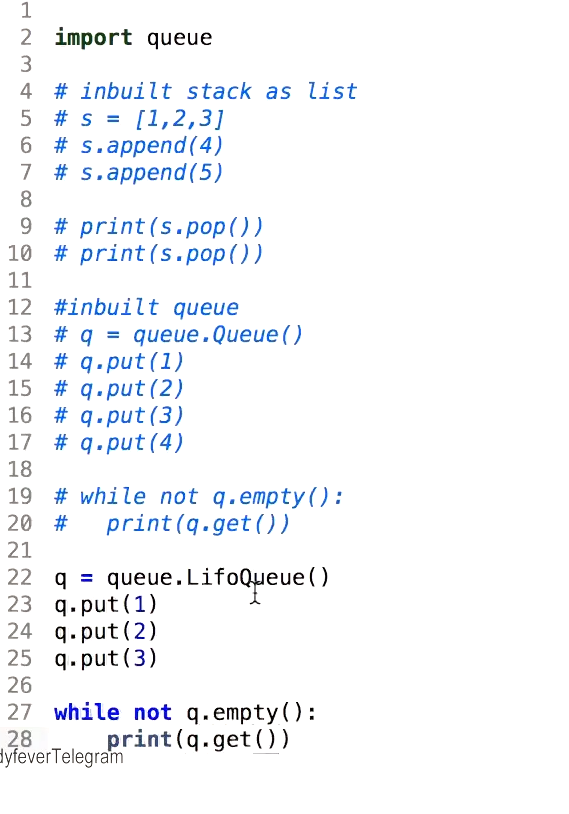 1
2 import queue
3
4 # inbuilt stack as list
5 # s = [1,2,3]
6 # s.append(4)
7 # s.append(5)
8
9 # print(s.pop())
10 # print(s.pop())
11
12 #inbuilt queue
13 # q = queue.Queue()
14 # q.put(1)
15 # q.put(2)
16 # q.put(3)
17 # q.put(4)
18
19 # while not q.empty():
20 #   print(q.get())
21
22 q = queue.LifoQueue()
23 q.put(1)
24 q.put(2)
25 q.put(3)
26
27 while not q.empty():
28     print(q.get())
dyfeverTelegram